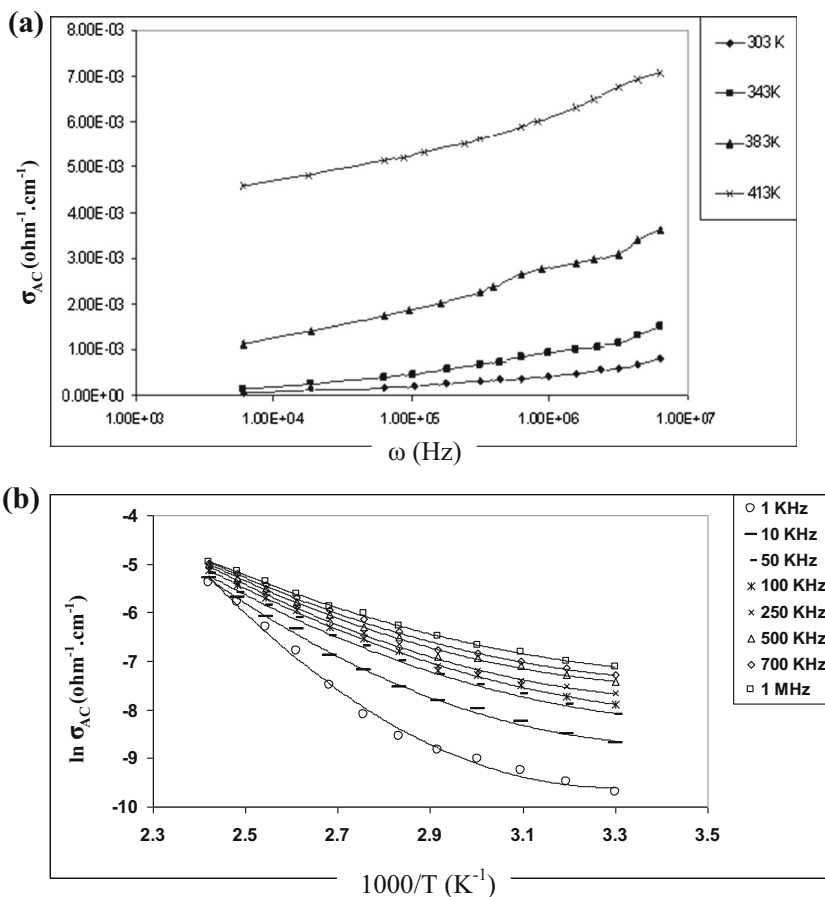 (a)
8.00E-03
7.00E-03
6.00E-03
5.00E-03
4.00E-03
3.00E-03
2.00E-03
1.00E-03
0.00E+00
σAC (ohm⁻¹.cm⁻¹)
1.00E+03 1.00E+04 1.00E+05 1.00E+06 1.00E+07
ω (Hz)
303 K
343K
383K
413K
(b)
-4
-5
-6
-7
-8
-9
-10
ln σAC (ohm⁻¹.cm⁻¹)
2.3 2.5 2.7 2.9 3.1 3.3 3.5
1000/T (K⁻¹)
1 KHz
10 KHz
50 KHz
100 KHz
250 KHz
500 KHz
700 KHz
1 MHz